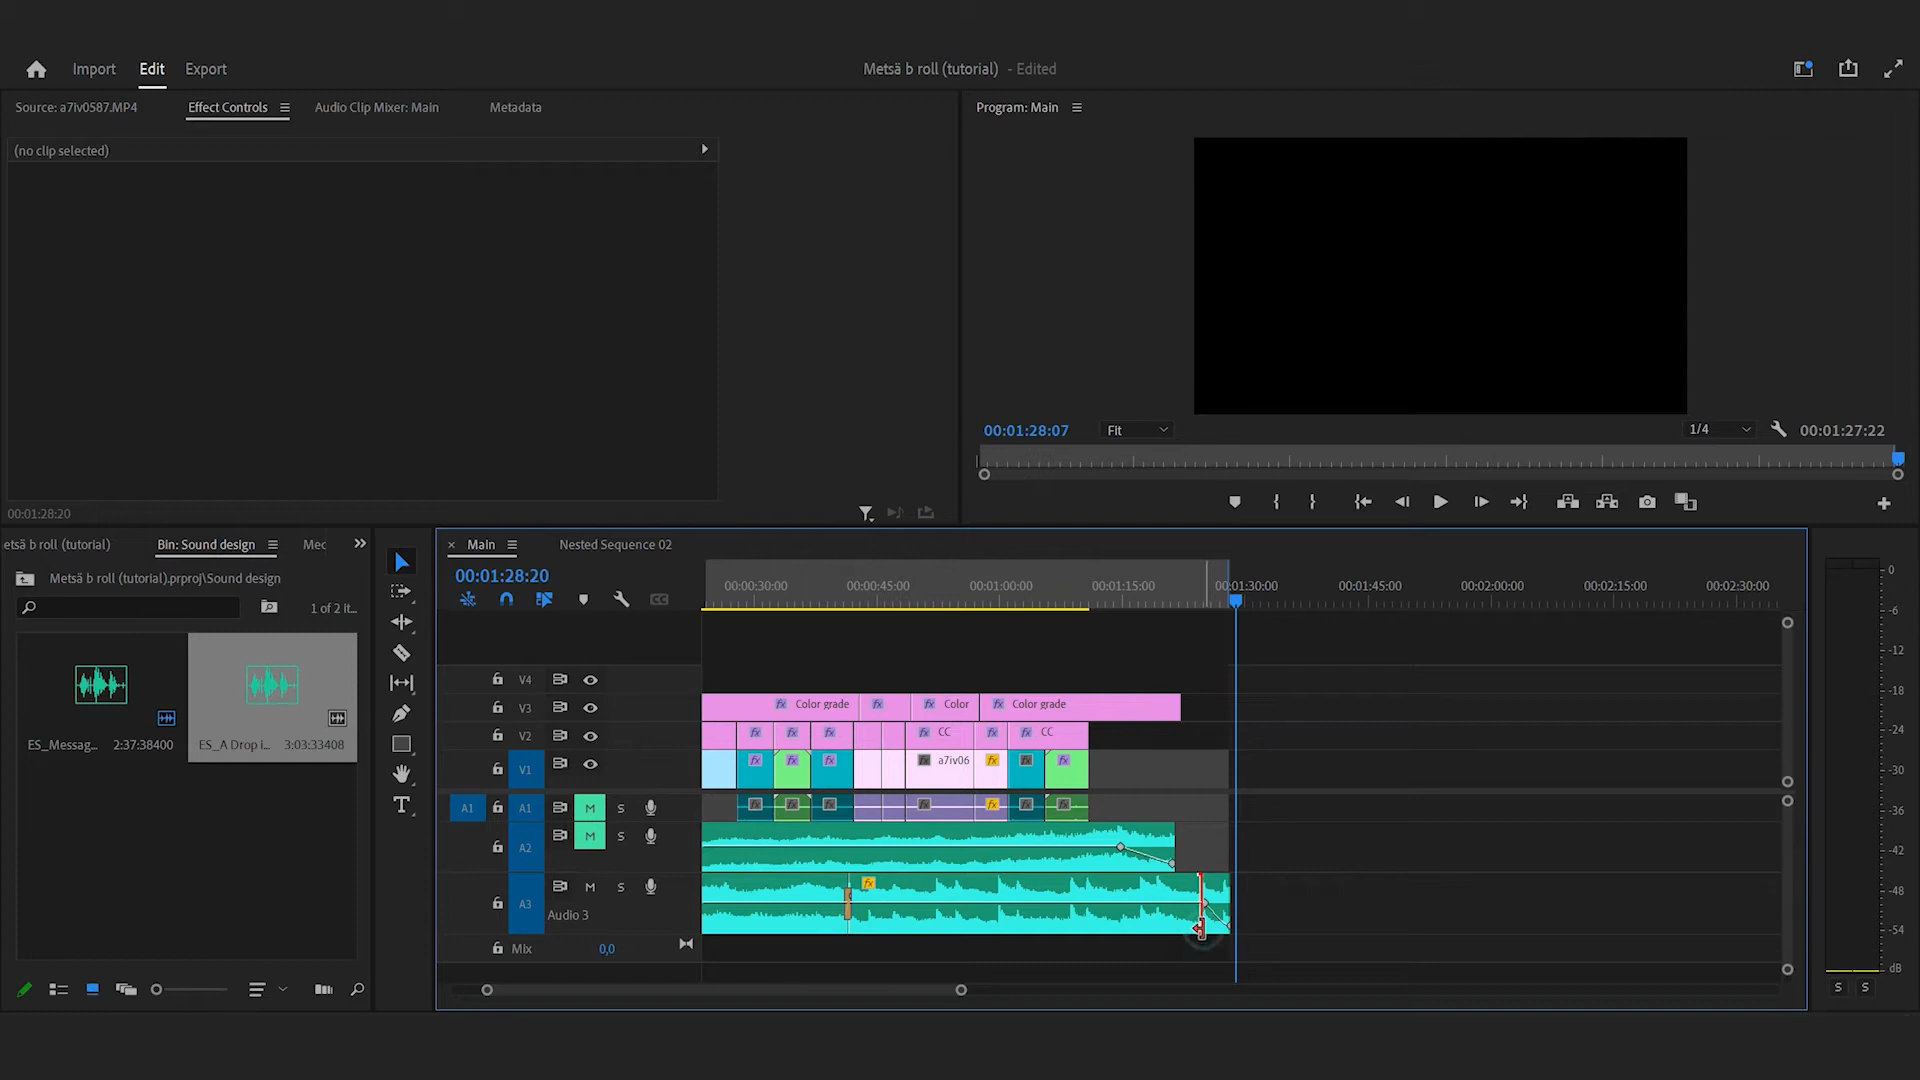 Import Edit Export Metsä b roll (tutorial) - Edited
Source: a7iv0587.MP4 Effect Controls Audio Clip Mixer: Main Metadata Program: Main
(no clip selected)
00:01:28:07 Fit 1/4 00:01:27:22
00:01:28:20
etsä b roll (tutorial) Bin: Sound design Mec
Metsä b roll (tutorial).prproj\Sound design
1 of 2 it...
ES_Messag... 2:37:38400 ES_A Drop i... 3:03:33408
× Main Nested Sequence 02
00:01:28:20
00:00:30:00 00:00:45:00 00:01:00:00 00:01:15:00 00:01:30:00 00:01:45:00 00:02:00:00 00:02:15:00 00:02:30:00
CC
V4
V3 fx Color grade fx fx Color fx Color grade
V2 fx fx fx fx CC fx fx CC
V1 fx fx fx fx a7iv06 fx fx fx
A1 A1 M S fx fx fx fx fx fx fx
A2 M S
A3 M S fx
Audio 3
Mix 0,0
0
-6
-12
-18
-24
-30
-36
-42
-48
-54
dB
S S